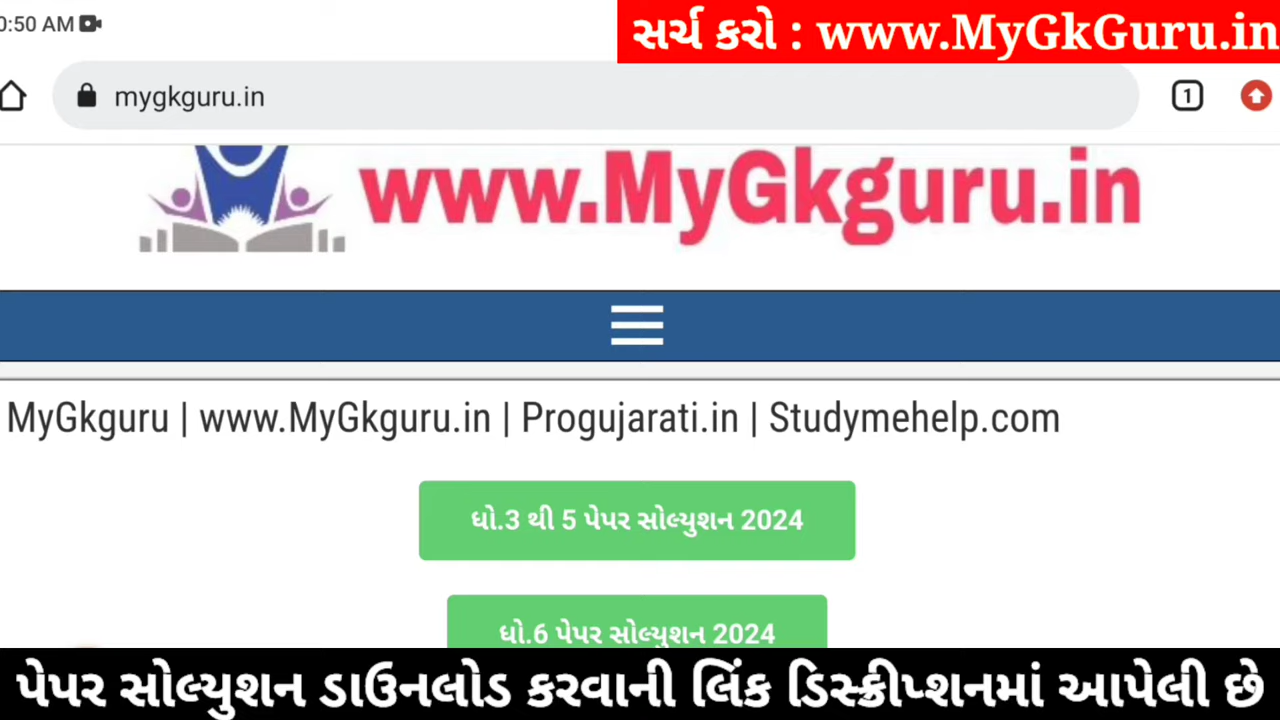 0:50 AM
સર્ચ કરો : www.MyGkGuru.in
mygkguru.in
1
www.MyGkguru.in
MyGkguru | www.MyGkguru.in | Progujarati.in | Studymehelp.com
ધો.3 થી 5 પેપર સોલ્યુશન 2024
ધો.6 પેપર સોલ્યુશન 2024
પેપર સોલ્યુશન ડાઉનલોડ કરવાની લિંક ડિસ્ક્રીપ્શનમાં આપેલી છે